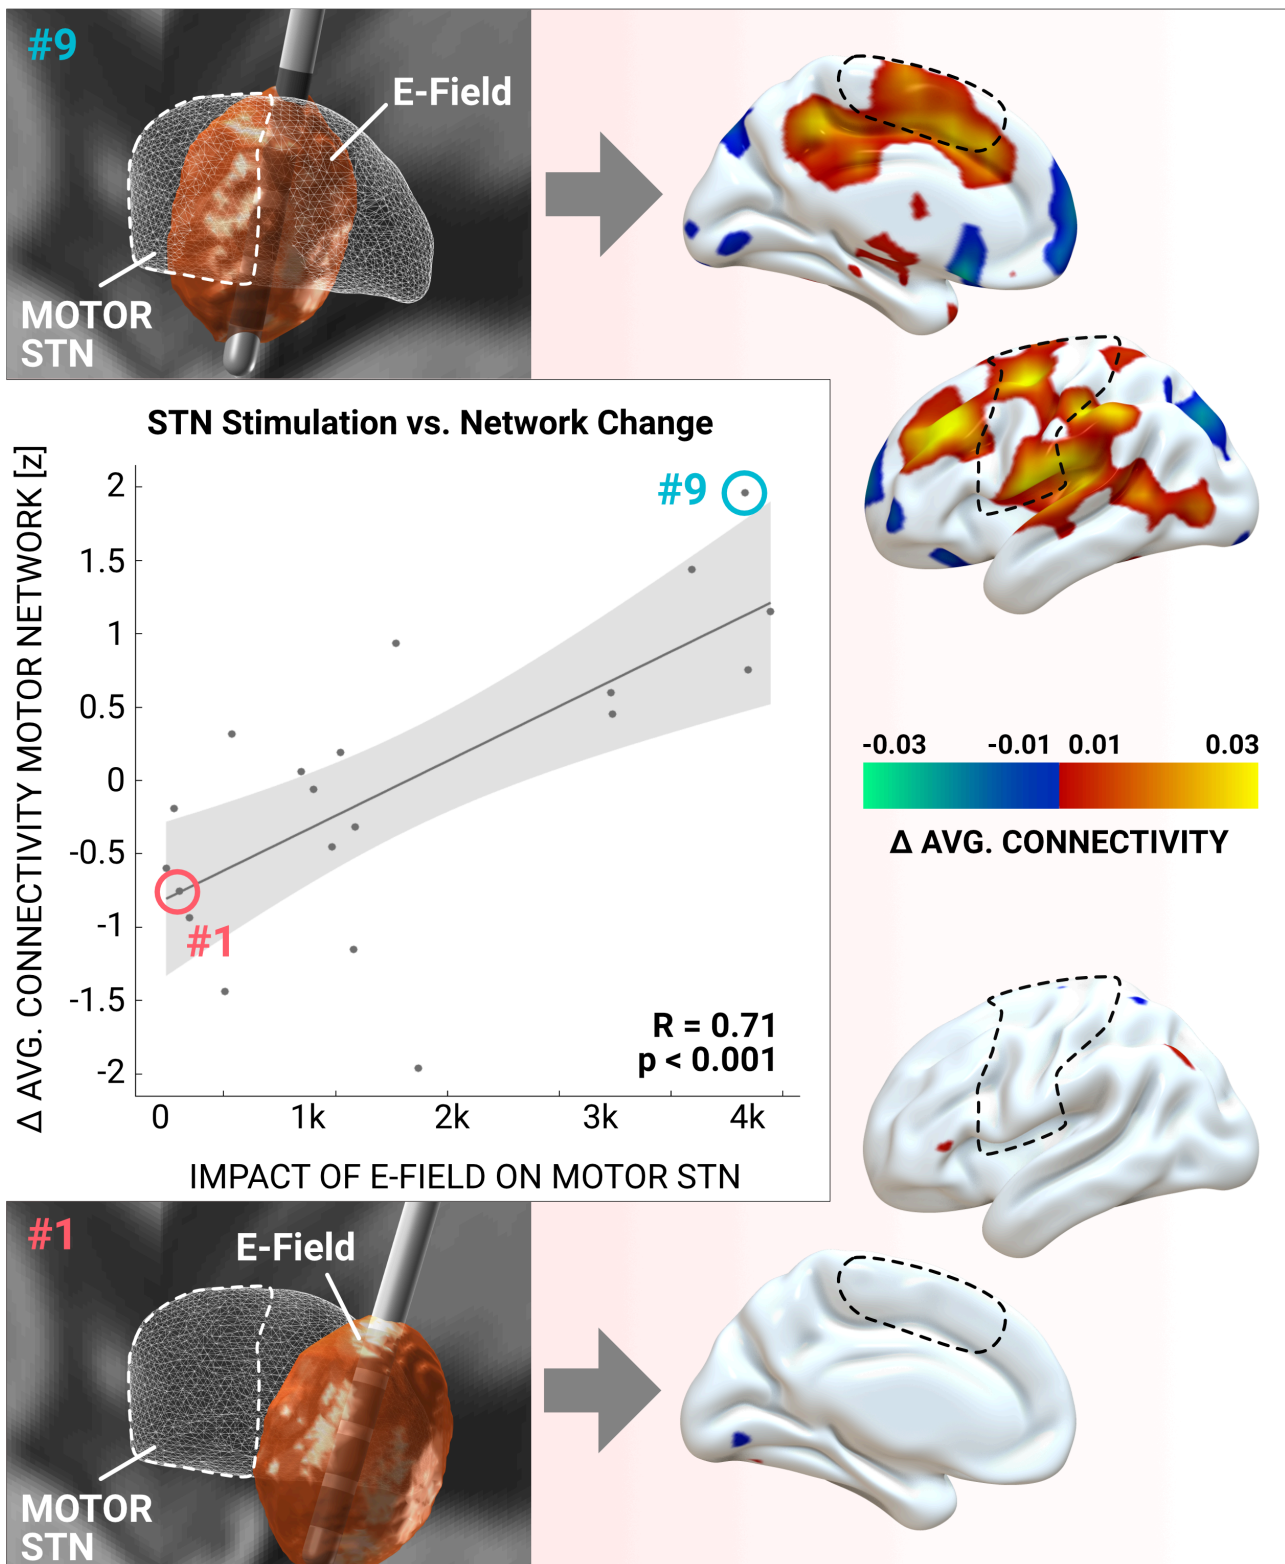 #9
E-Field
MOTOR
STN
STN Stimulation vs. Network Change
Δ AVG. CONNECTIVITY MOTOR NETWORK [z]
2
1.5
1
0.5
0
-0.5
-1
-1.5
-2
#9
#1
R = 0.71
p < 0.001
0 1k 2k 3k 4k
IMPACT OF E-FIELD ON MOTOR STN
-0.03 -0.01 0.01 0.03
Δ AVG. CONNECTIVITY
#1
E-Field
MOTOR
STN